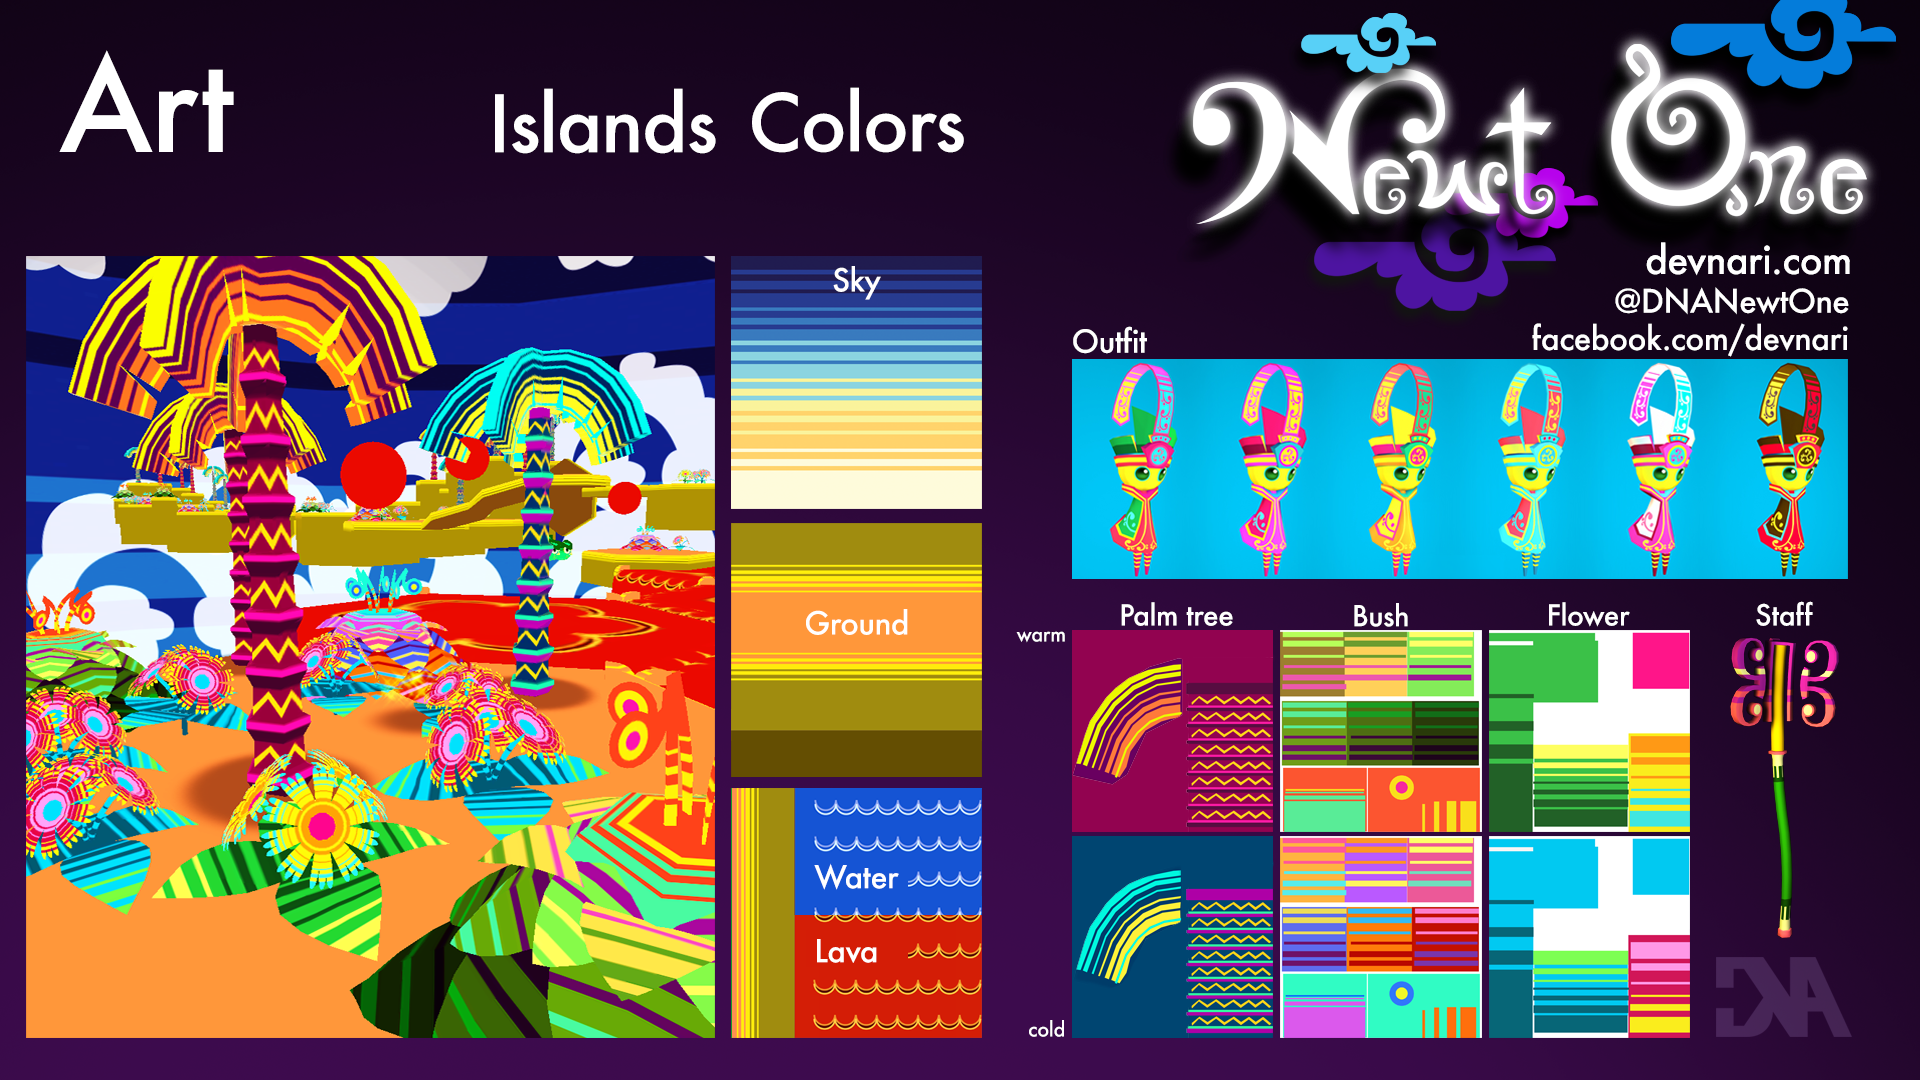 Art
Islands Colors
Newt One
devnari.com
@DNANewtOne
facebook.com/devnari
Sky
Ground
Water
Lava
Outfit
Palm tree
Bush
Flower
Staff
warm
cold
DNA